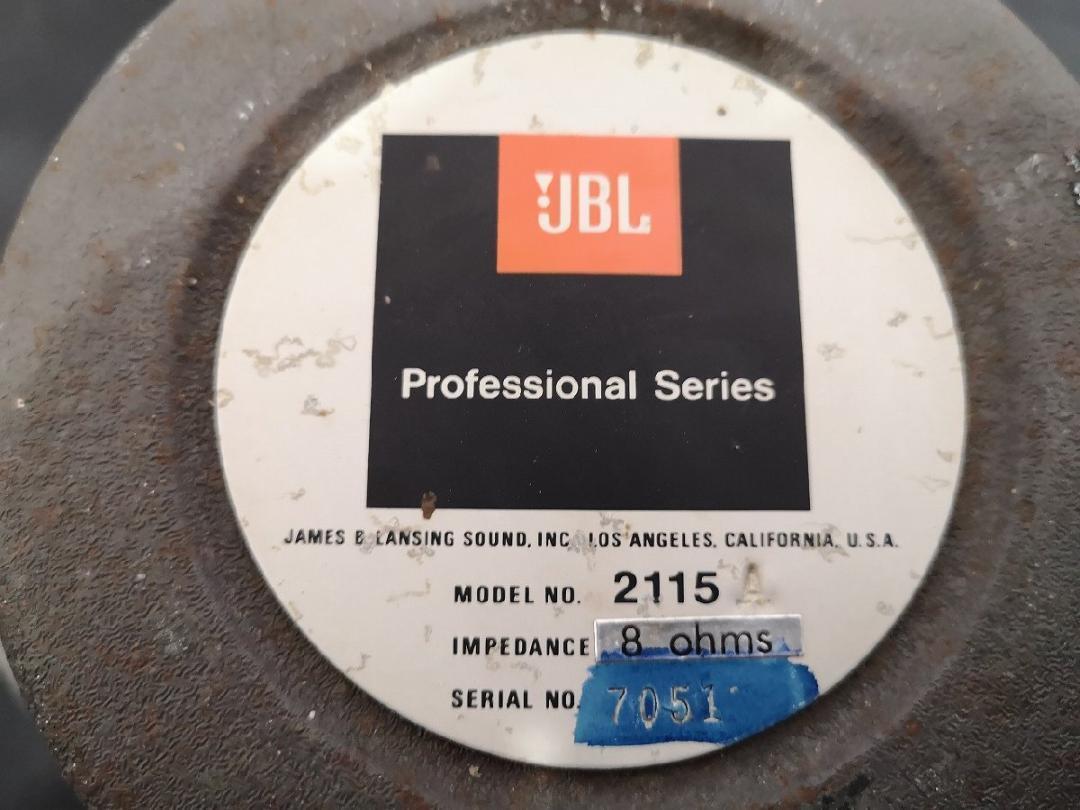 JBL
Professional Series
JAMES B LANSING SOUND, INC. LOS ANGELES, CALIFORNIA, U.S.A.
MODEL NO. 2115 A
IMPEDANCE 8 ohms
SERIAL NO. 7051